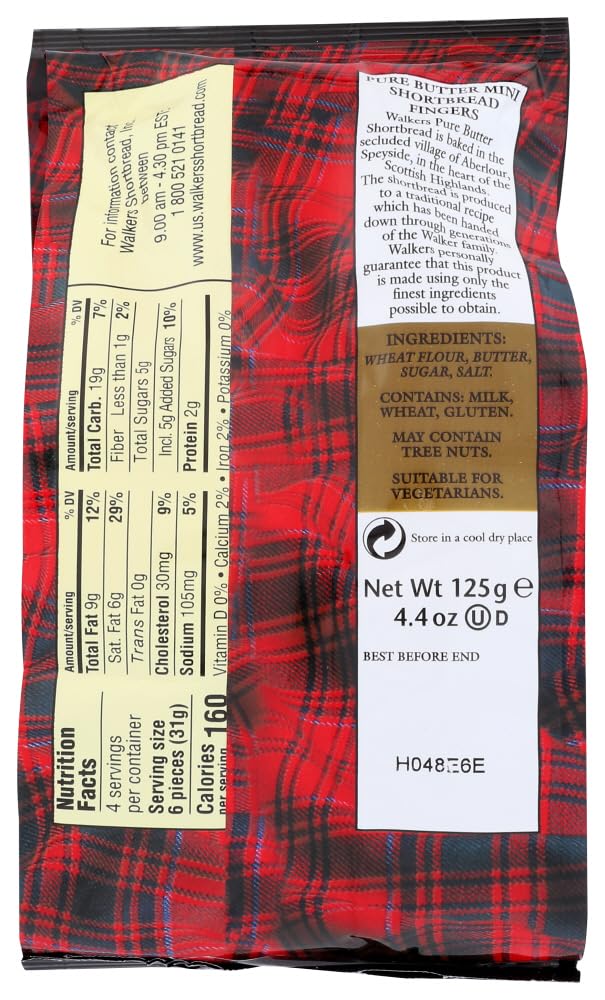 For information contact
Walkers Shortbread, Inc.
between
9.00 am - 4.30 pm EST.
1 800 521 0141
www.us.walkersshortbread.com
Nutrition
Facts
4 servings
per container
Serving size
6 pieces (31g)
Calories 160
per serving
Amount/serving % DV
Total Fat 9g 12%
Sat. Fat 6g 29%
Trans Fat 0g
Cholesterol 30mg 9%
Sodium 105mg 5%
Amount/serving % DV
Total Carb. 19g 7%
Fiber Less than 1g 2%
Total Sugars 5g
Incl. 5g Added Sugars 10%
Protein 2g
Vitamin D 0% • Calcium 2% • Iron 2% • Potassium 0%
PURE BUTTER MINI
SHORTBREAD
FINGERS
Walkers Pure Butter
Shortbread is baked in the
secluded village of Aberlour,
Speyside, in the heart of the
Scottish Highlands.
The shortbread is produced
to a traditional recipe
which has been handed
down through generations
of the Walker family.
Walkers personally
guarantee that this product
is made using only the
finest ingredients
possible to obtain.
INGREDIENTS:
WHEAT FLOUR, BUTTER,
SUGAR, SALT.
CONTAINS: MILK,
WHEAT, GLUTEN.
MAY CONTAIN
TREE NUTS.
SUITABLE FOR
VEGETARIANS.
Store in a cool dry place
Net Wt 125g e
4.4 oz U D
BEST BEFORE END
H048E6E